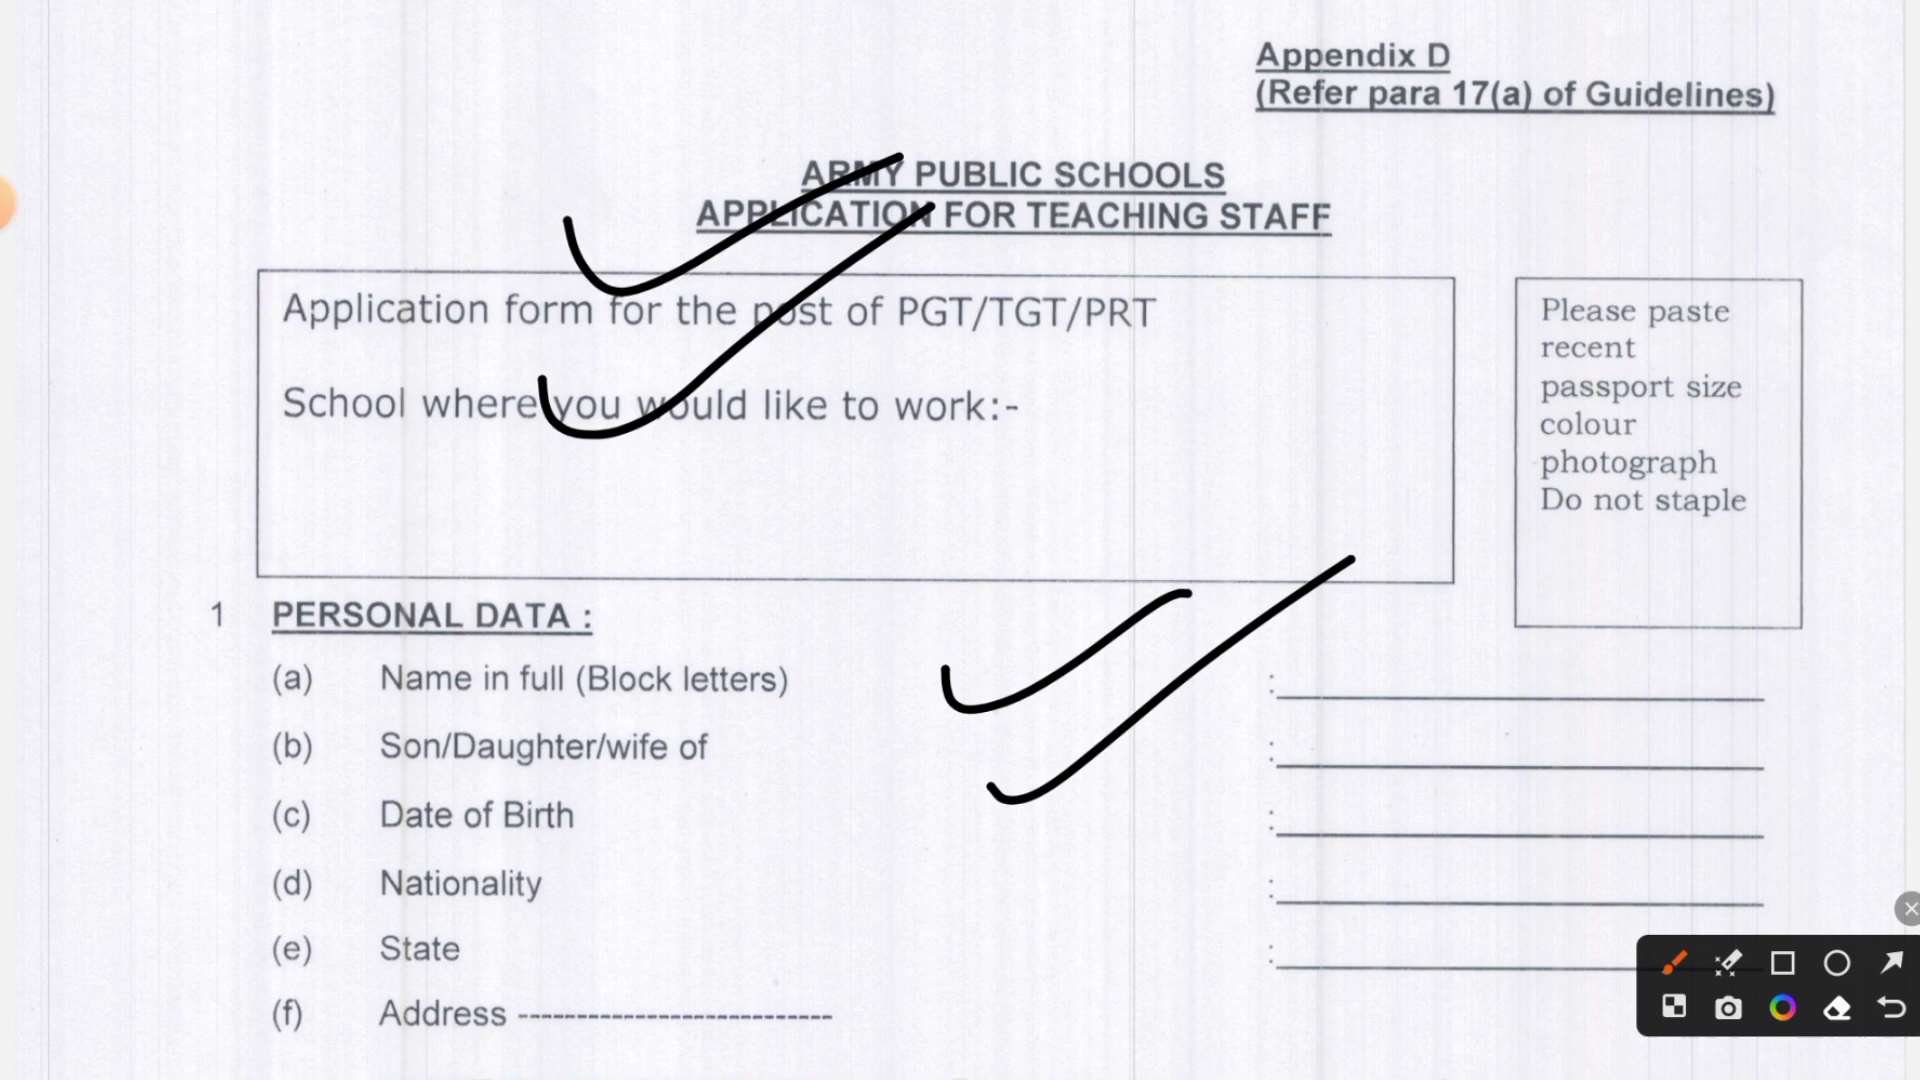 Appendix D
(Refer para 17(a) of Guidelines)
ARMY PUBLIC SCHOOLS
APPLICATION FOR TEACHING STAFF
Application form for the post of PGT/TGT/PRT
School where you would like to work:-
Please paste
recent
passport size
colour
photograph
Do not staple
1 PERSONAL DATA :
(a) Name in full (Block letters) :
(b) Son/Daughter/wife of :
(c) Date of Birth :
(d) Nationality :
(e) State :
(f) Address --------------------------